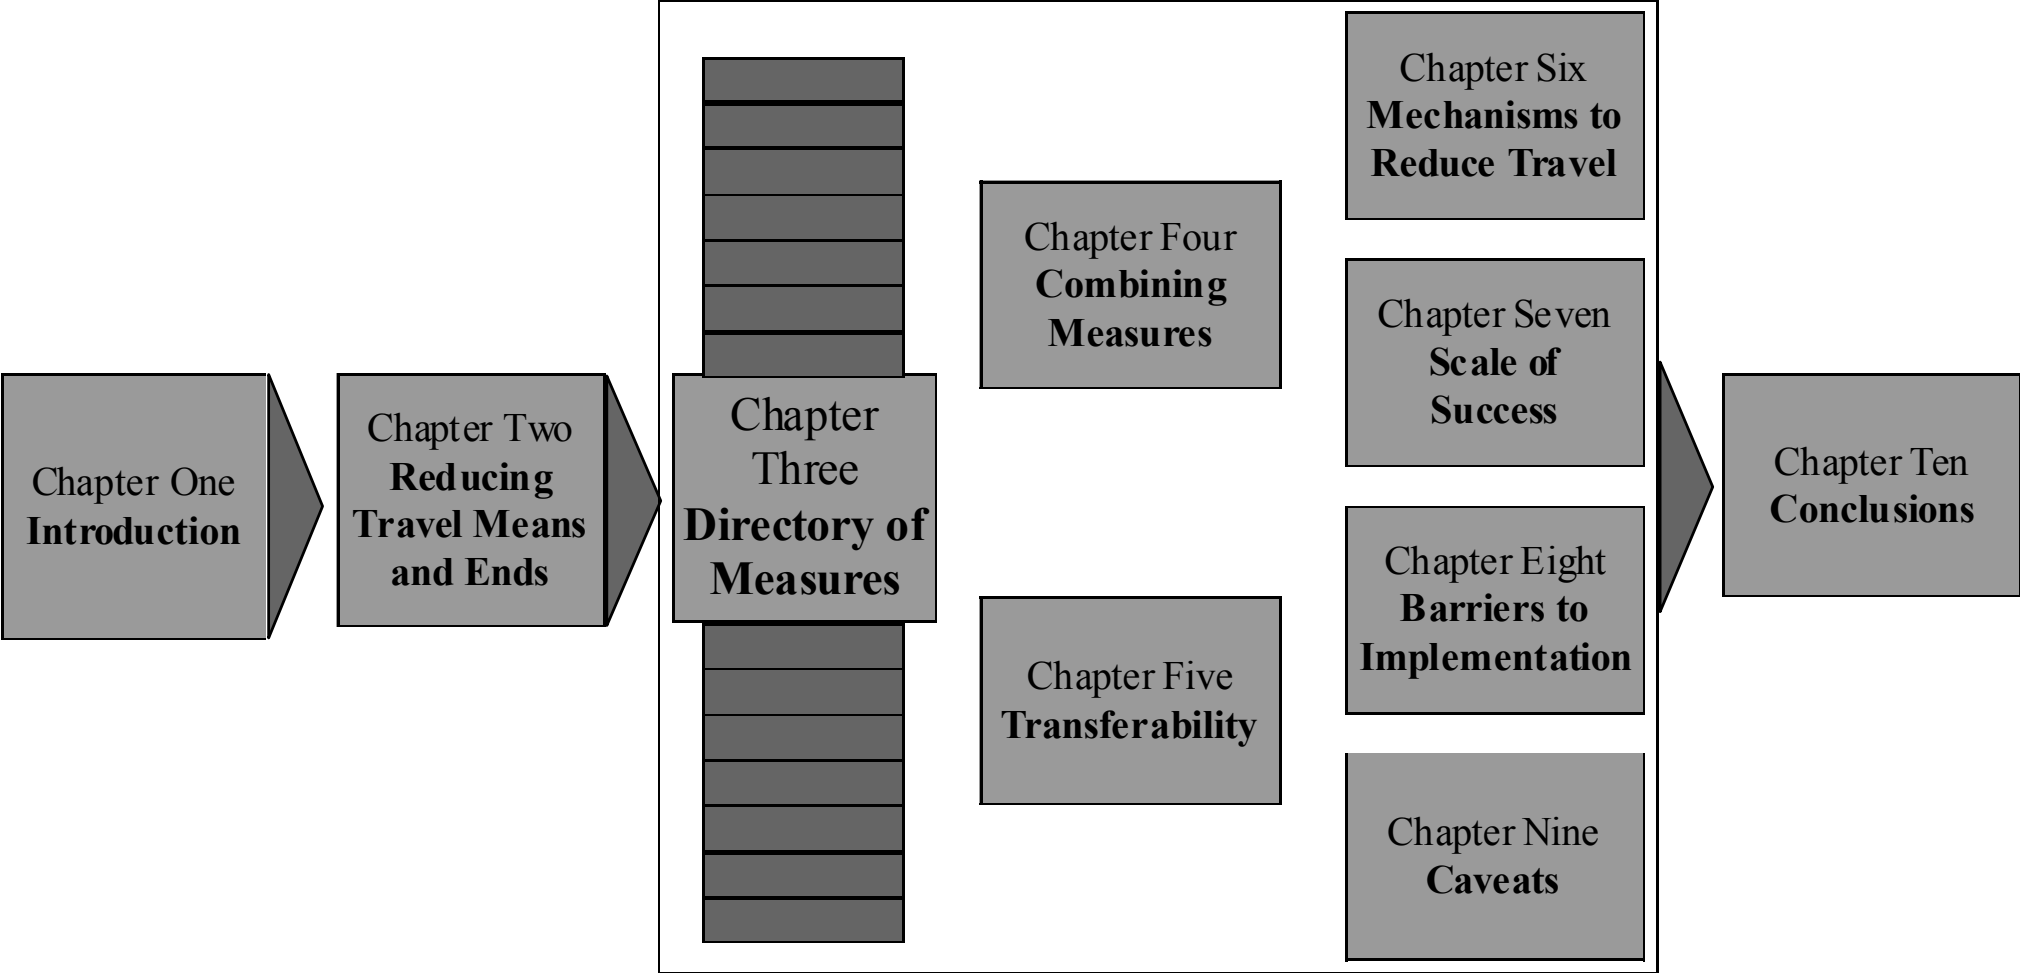 Chapter One
Introduction
Chapter Two
Reducing
Travel Means
and Ends
Chapter
Three
Directory of
Measures
Chapter Four
Combining
Measures
Chapter Five
Transferability
Chapter Six
Mechanisms to
Reduce Travel
Chapter Seven
Scale of
Success
Chapter Eight
Barriers to
Implementation
Chapter Nine
Caveats
Chapter Ten
Conclusions